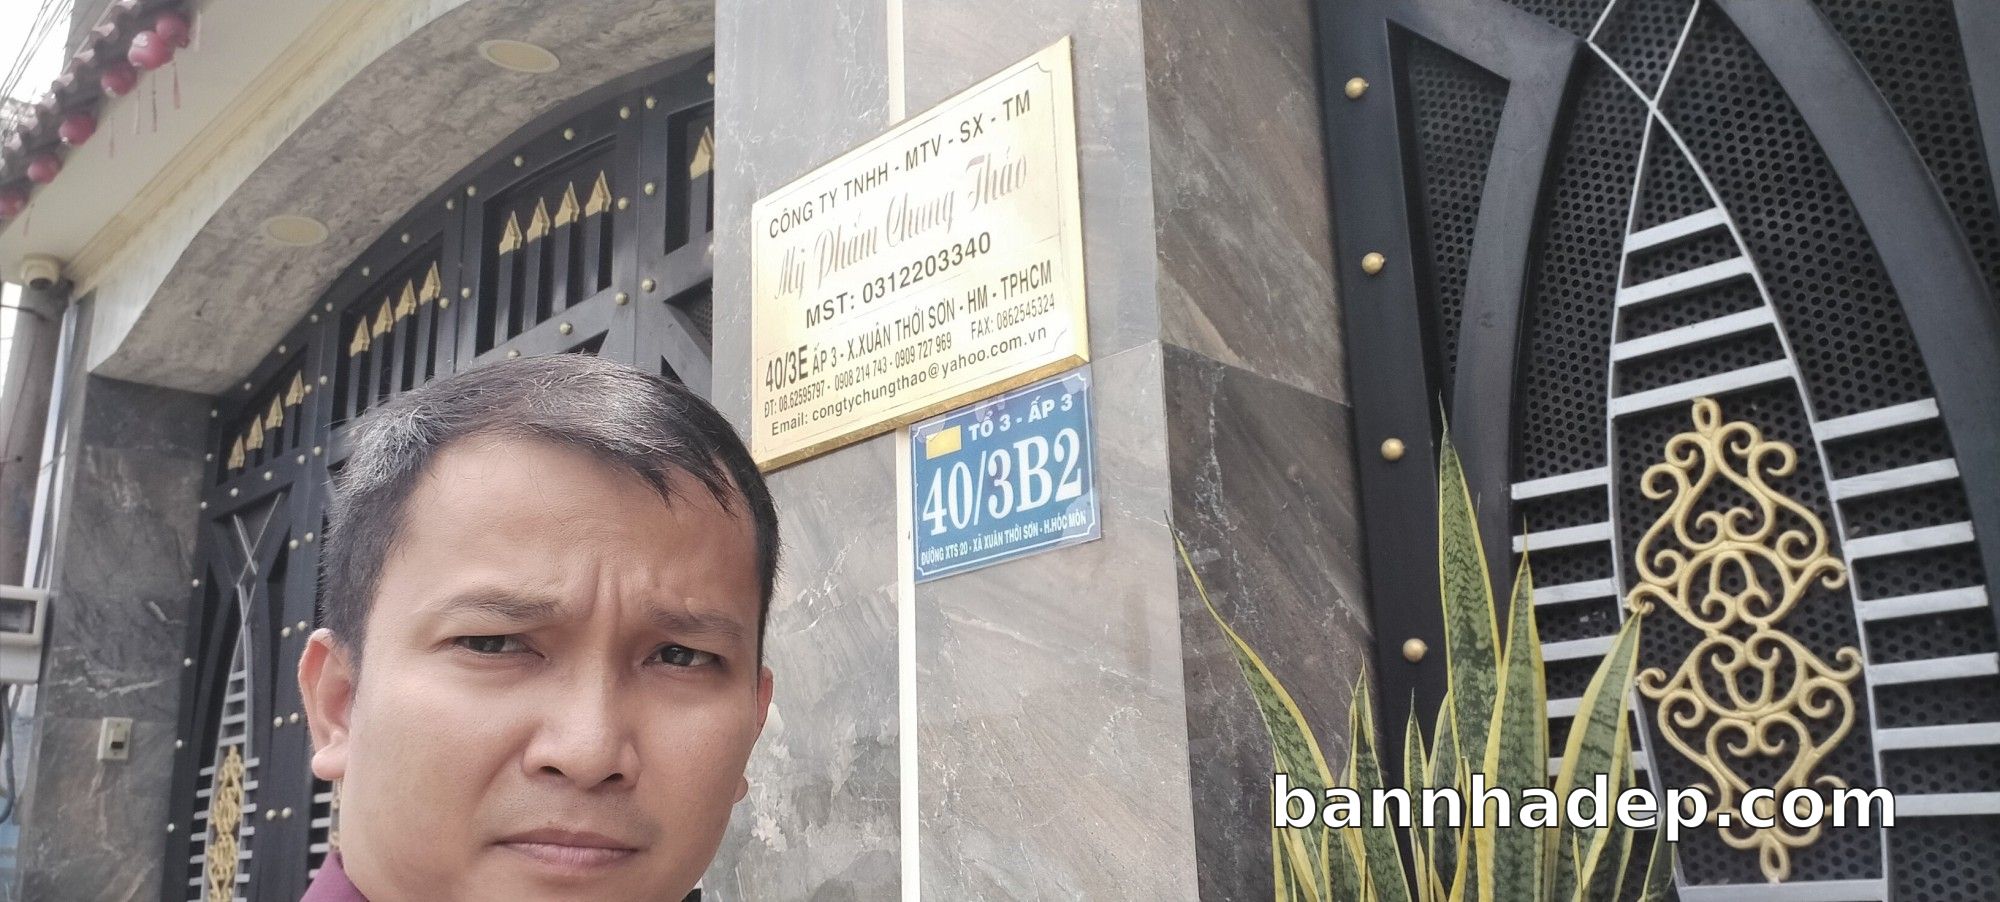 CÔNG TY TNHH - MTV - SX - TM
Mỹ Phẩm Chung Thảo
MST: 0312203340
40/3E ẤP 3 - X.XUÂN THỚI SƠN - HM - TPHCM
ĐT: 08.62595797 - 0908 214 743 - 0909 727 969 FAX: 0862545324
Email: congtychungthao@yahoo.com.vn
TỔ 3 - ẤP 3
40/3B2
ĐƯỜNG XTS 20 - XÃ XUÂN THỚI SƠN - H.HÓC MÔN
bannhadep.com